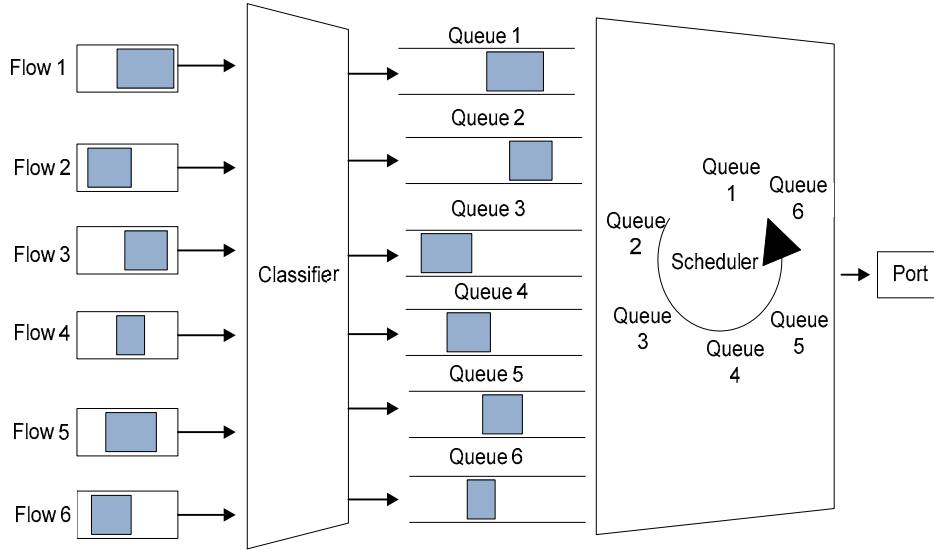 Flow 1
Flow 2
Flow 3
Flow 4
Flow 5
Flow 6
Classifier
Queue 1
Queue 2
Queue 3
Queue 4
Queue 5
Queue 6
Queue
1
Queue
6
Queue
2
Scheduler
Queue
3
Queue
4
Queue
5
Port